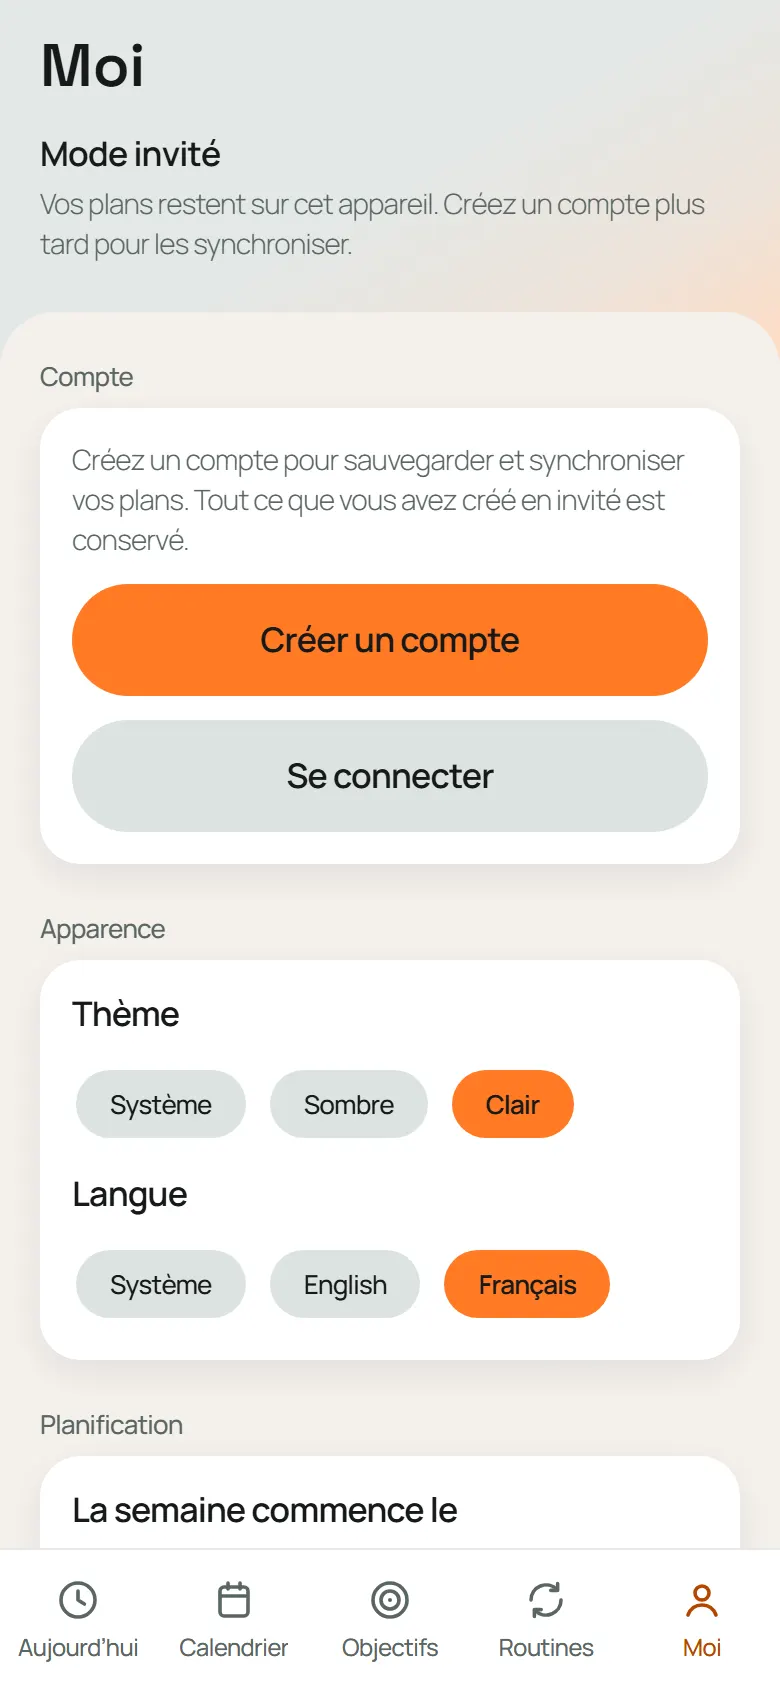 Moi
Mode invité
Vos plans restent sur cet appareil. Créez un compte plus
tard pour les synchroniser.
Compte
Créez un compte pour sauvegarder et synchroniser
vos plans. Tout ce que vous avez créé en invité est
conservé.
Créer un compte
Se connecter
Apparence
Thème
Système
Sombre
Clair
Langue
Système
English
Français
Planification
La semaine commence le
Aujourd’hui
Calendrier
Objectifs
Routines
Moi